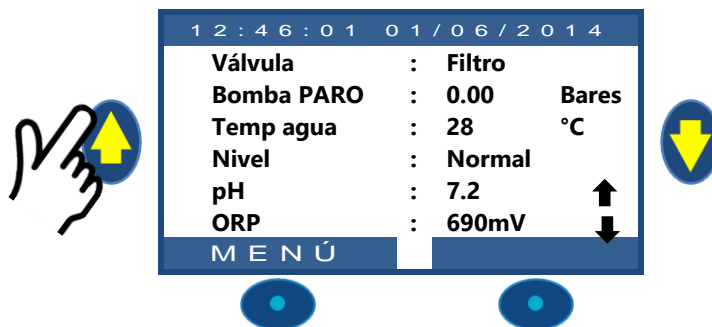 12:46:01 01/06/2014
Válvula : Filtro
Bomba PARO : 0.00 Bares
Temp agua : 28 °C
Nivel : Normal
pH : 7.2
ORP : 690mV
MENÚ